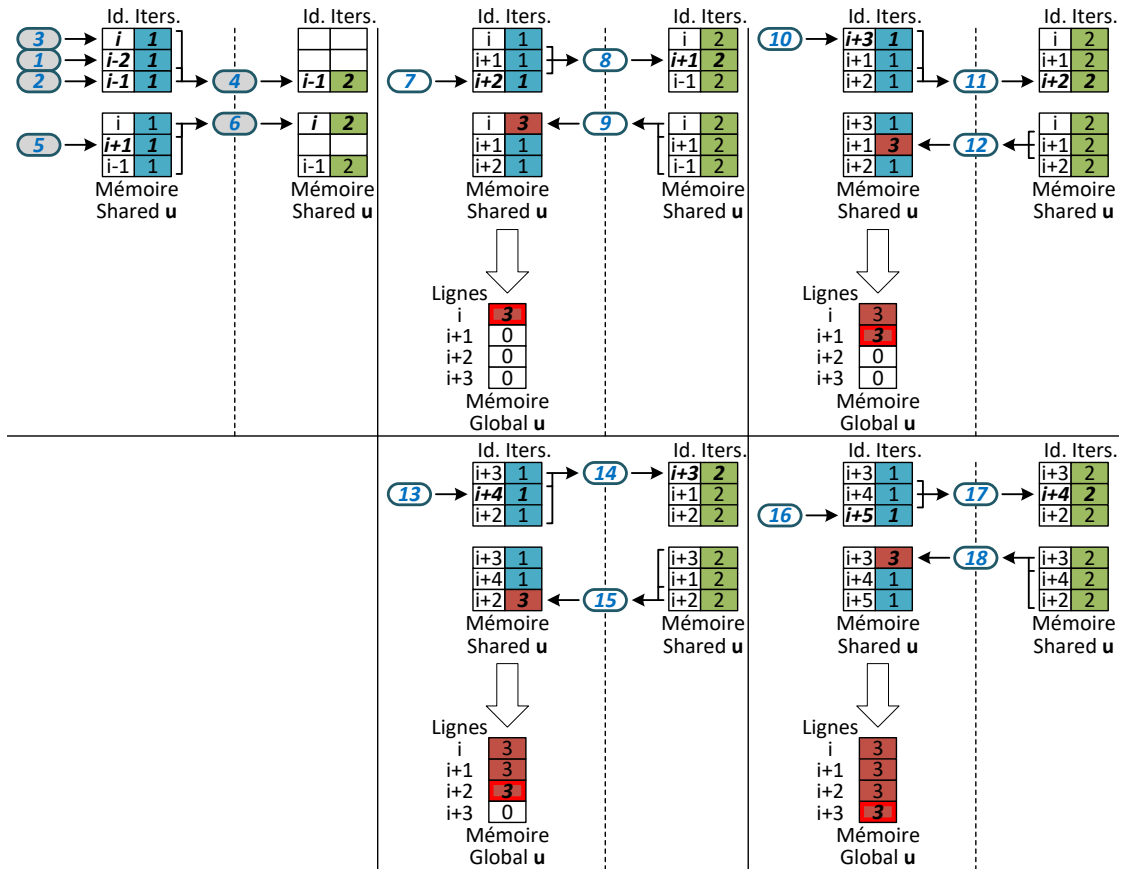 Id. Iters.
3 i 1
1 i-2 1
2 i-1 1
4
i-1 2
5
i 1
i+1 1
i-1 1
6
i 2
i-1 2
Mémoire
Shared u
Mémoire
Shared u
Id. Iters.
Id. Iters.
7
i 1
i+1 1
i+2 1
8
i 2
i+1 2
i-1 2
i 3
i+1 1
i+2 1
9
i 2
i+1 2
i-1 2
Mémoire
Shared u
Mémoire
Shared u
Lignes
i 3
i+1 0
i+2 0
i+3 0
Mémoire
Global u
Id. Iters.
Id. Iters.
10
i+3 1
i+1 1
i+2 1
11
i 2
i+1 2
i+2 2
i+3 1
i+1 3
i+2 1
12
i 2
i+1 2
i+2 2
Mémoire
Shared u
Mémoire
Shared u
Lignes
i 3
i+1 3
i+2 0
i+3 0
Mémoire
Global u
Id. Iters.
Id. Iters.
13
i+3 1
i+4 1
i+2 1
14
i+3 2
i+1 2
i+2 2
i+3 1
i+4 1
i+2 3
15
i+3 2
i+1 2
i+2 2
Mémoire
Shared u
Mémoire
Shared u
Lignes
i 3
i+1 3
i+2 3
i+3 0
Mémoire
Global u
Id. Iters.
Id. Iters.
16
i+3 1
i+4 1
i+5 1
17
i+3 2
i+4 2
i+2 2
i+3 3
i+4 1
i+5 1
18
i+3 2
i+4 2
i+2 2
Mémoire
Shared u
Mémoire
Shared u
Lignes
i 3
i+1 3
i+2 3
i+3 3
Mémoire
Global u